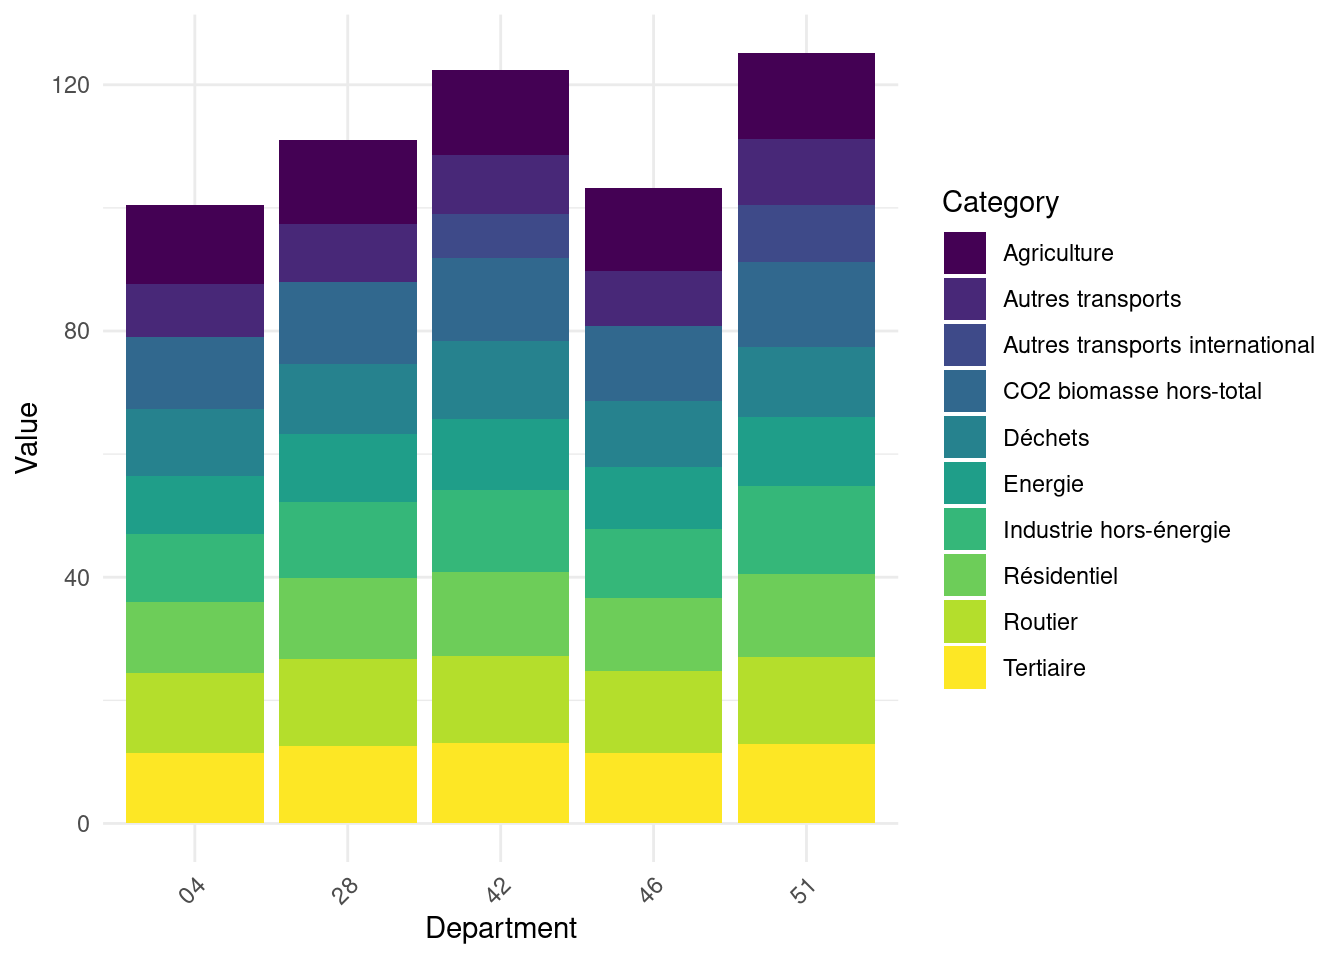 Value
120
80
40
0
04
28
42
46
51
Department
Category
Agriculture
Autres transports
Autres transports international
CO2 biomasse hors-total
Déchets
Energie
Industrie hors-énergie
Résidentiel
Routier
Tertiaire